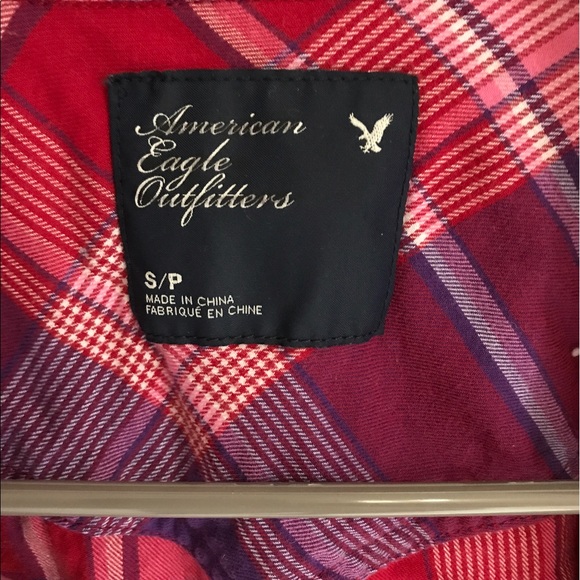 American
Eagle
Outfitters
S/P
MADE IN CHINA
FABRIQUÉ EN CHINE